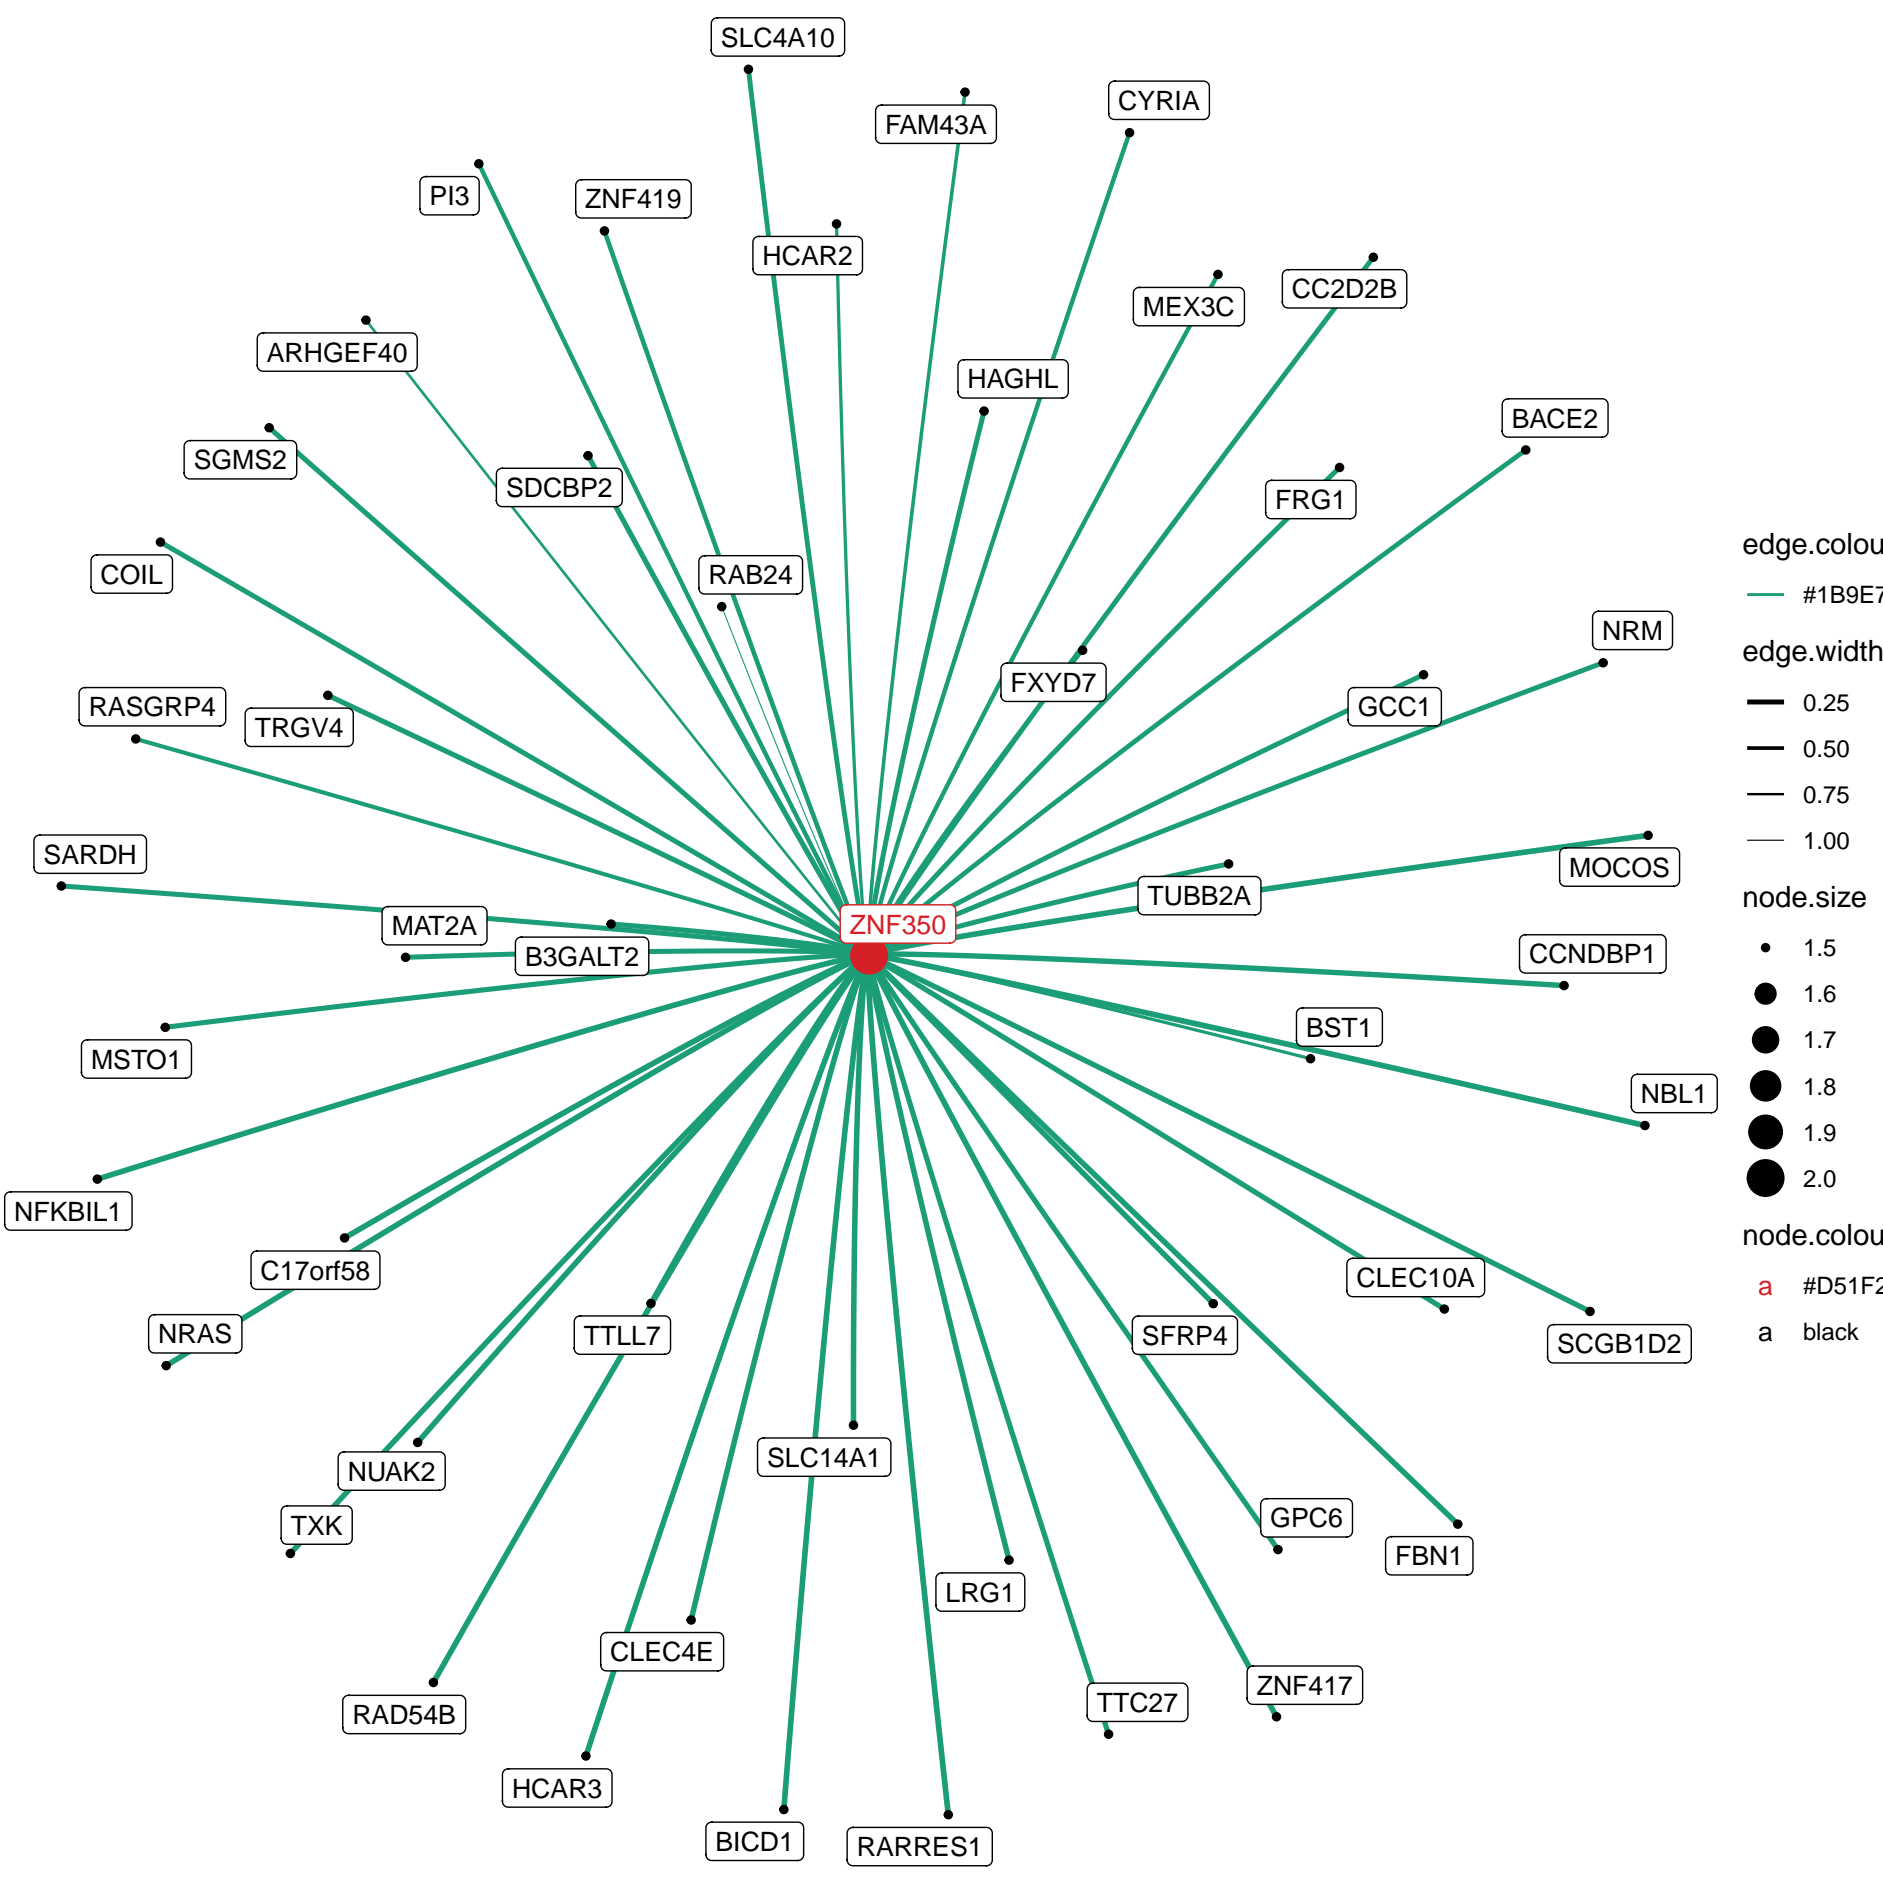 SLC4A10
CYRIA
FAM43A
PI3
ZNF419
HCAR2
CC2D2B
MEX3C
ARHGEF40
HAGHL
BACE2
SGMS2
SDCBP2
FRG1
COIL
RAB24
NRM
FXYD7
RASGRP4
GCC1
TRGV4
SARDH
MOCOS
TUBB2A
MAT2A
ZNF350
B3GALT2
CCNDBP1
BST1
MSTO1
NBL1
NFKBIL1
C17orf58
CLEC10A
NRAS
TTLL7
SFRP4
SCGB1D2
SLC14A1
NUAK2
GPC6
TXK
FBN1
LRG1
CLEC4E
ZNF417
TTC27
RAD54B
HCAR3
BICD1
RARRES1
edge.colou
#1B9E7
edge.width
0.25
0.50
0.75
1.00
node.size
1.5
1.6
1.7
1.8
1.9
2.0
node.colou
a #D51F2
a black